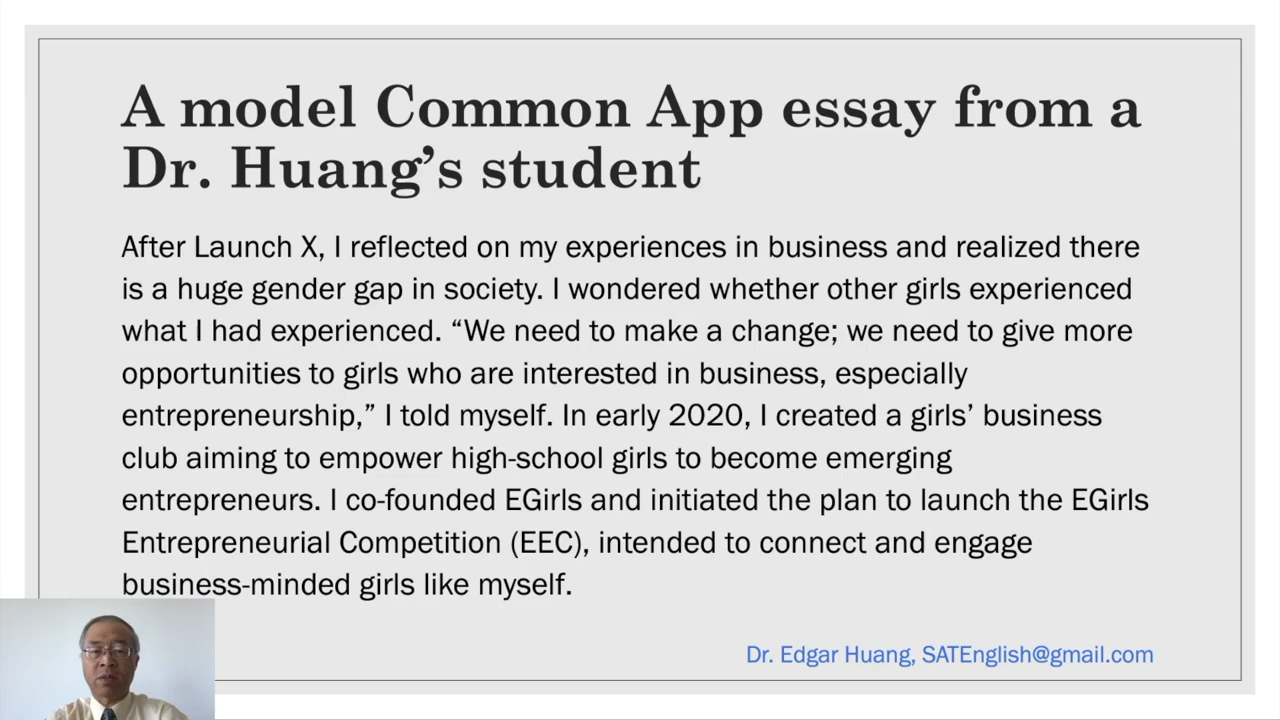 A model Common App essay from a
Dr. Huang’s student
After Launch X, I reflected on my experiences in business and realized there
is a huge gender gap in society. I wondered whether other girls experienced
what I had experienced. “We need to make a change; we need to give more
opportunities to girls who are interested in business, especially
entrepreneurship,” I told myself. In early 2020, I created a girls’ business
club aiming to empower high-school girls to become emerging
entrepreneurs. I co-founded EGirls and initiated the plan to launch the EGirls
Entrepreneurial Competition (EEC), intended to connect and engage
business-minded girls like myself.
Dr. Edgar Huang, SATEnglish@gmail.com